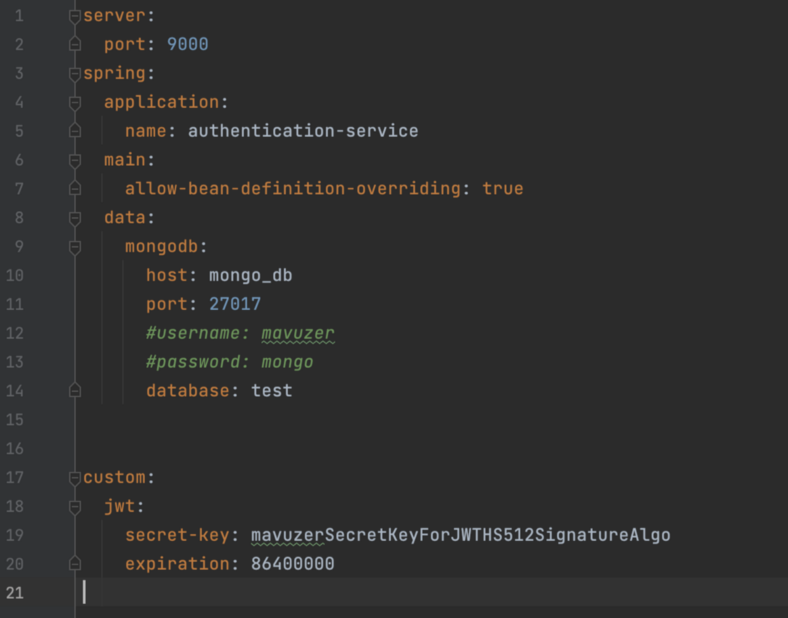 1 server:
2   port: 9000
3 spring:
4   application:
5     name: authentication-service
6   main:
7     allow-bean-definition-overriding: true
8   data:
9     mongodb:
10       host: mongo_db
11       port: 27017
12       #username: mavuzer
13       #password: mongo
14       database: test
15
16
17 custom:
18   jwt:
19     secret-key: mavuzerSecretKeyForJWTHS512SignatureAlgo
20     expiration: 86400000
21